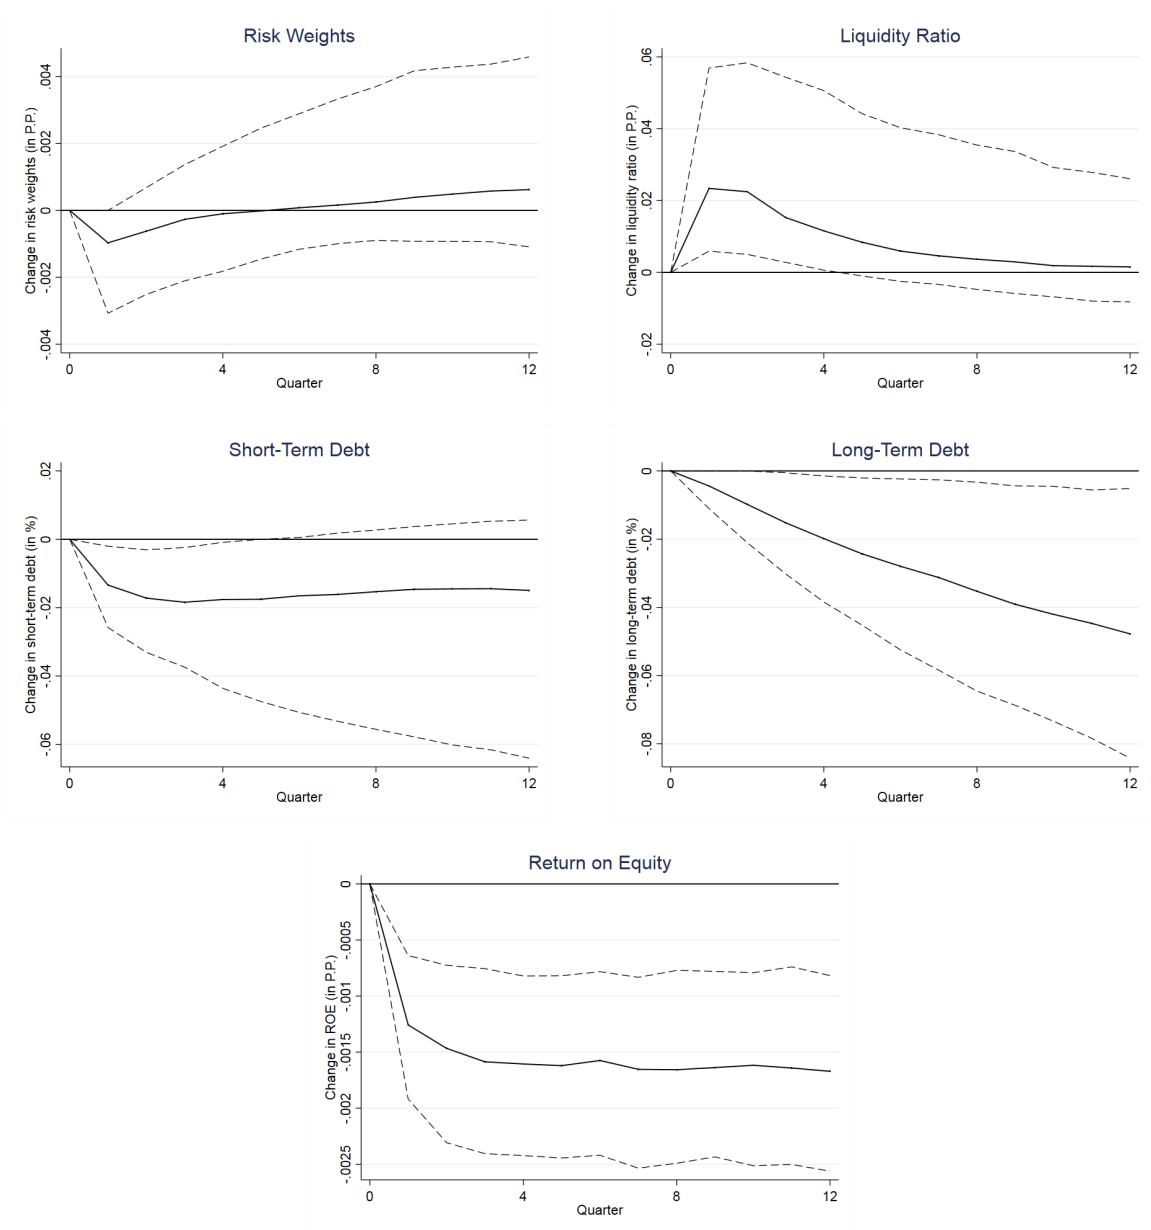 Risk Weights
Change in risk weights (in P.P.)
.004
.002
0
-.002
-.004
0 4 8 12
Quarter
Liquidity Ratio
Change in liquidity ratio (in P.P.)
.06
.04
.02
0
-.02
0 4 8 12
Quarter
Short-Term Debt
Change in short-term debt (in %)
.02
0
-.02
-.04
-.06
0 4 8 12
Quarter
Long-Term Debt
Change in long-term debt (in %)
0
-.02
-.04
-.06
-.08
0 4 8 12
Quarter
Return on Equity
Change in ROE (in P.P.)
0
-.0005
-.001
-.0015
-.002
-.0025
0 4 8 12
Quarter